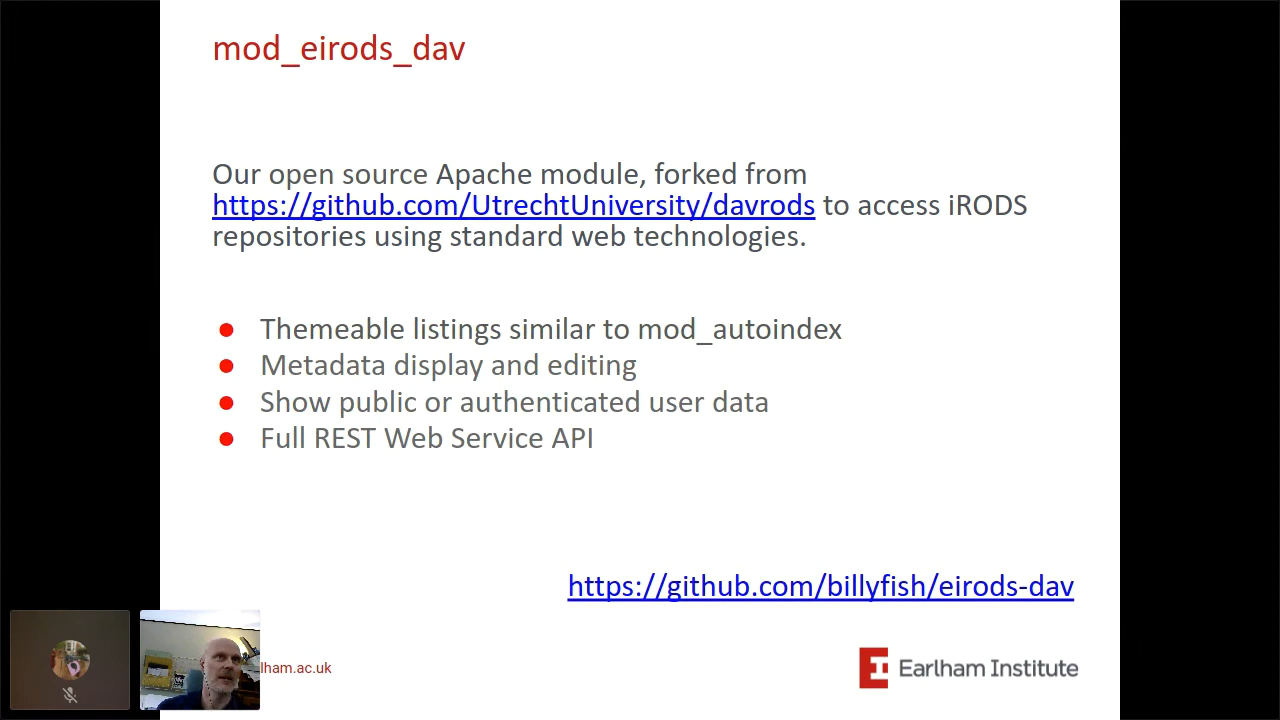 mod_eirods_dav
Our open source Apache module, forked from
https://github.com/UtrechtUniversity/davrods to access iRODS
repositories using standard web technologies.
● Themeable listings similar to mod_autoindex
● Metadata display and editing
● Show public or authenticated user data
● Full REST Web Service API
https://github.com/billyfish/eirods-dav
lham.ac.uk
Earlham Institute